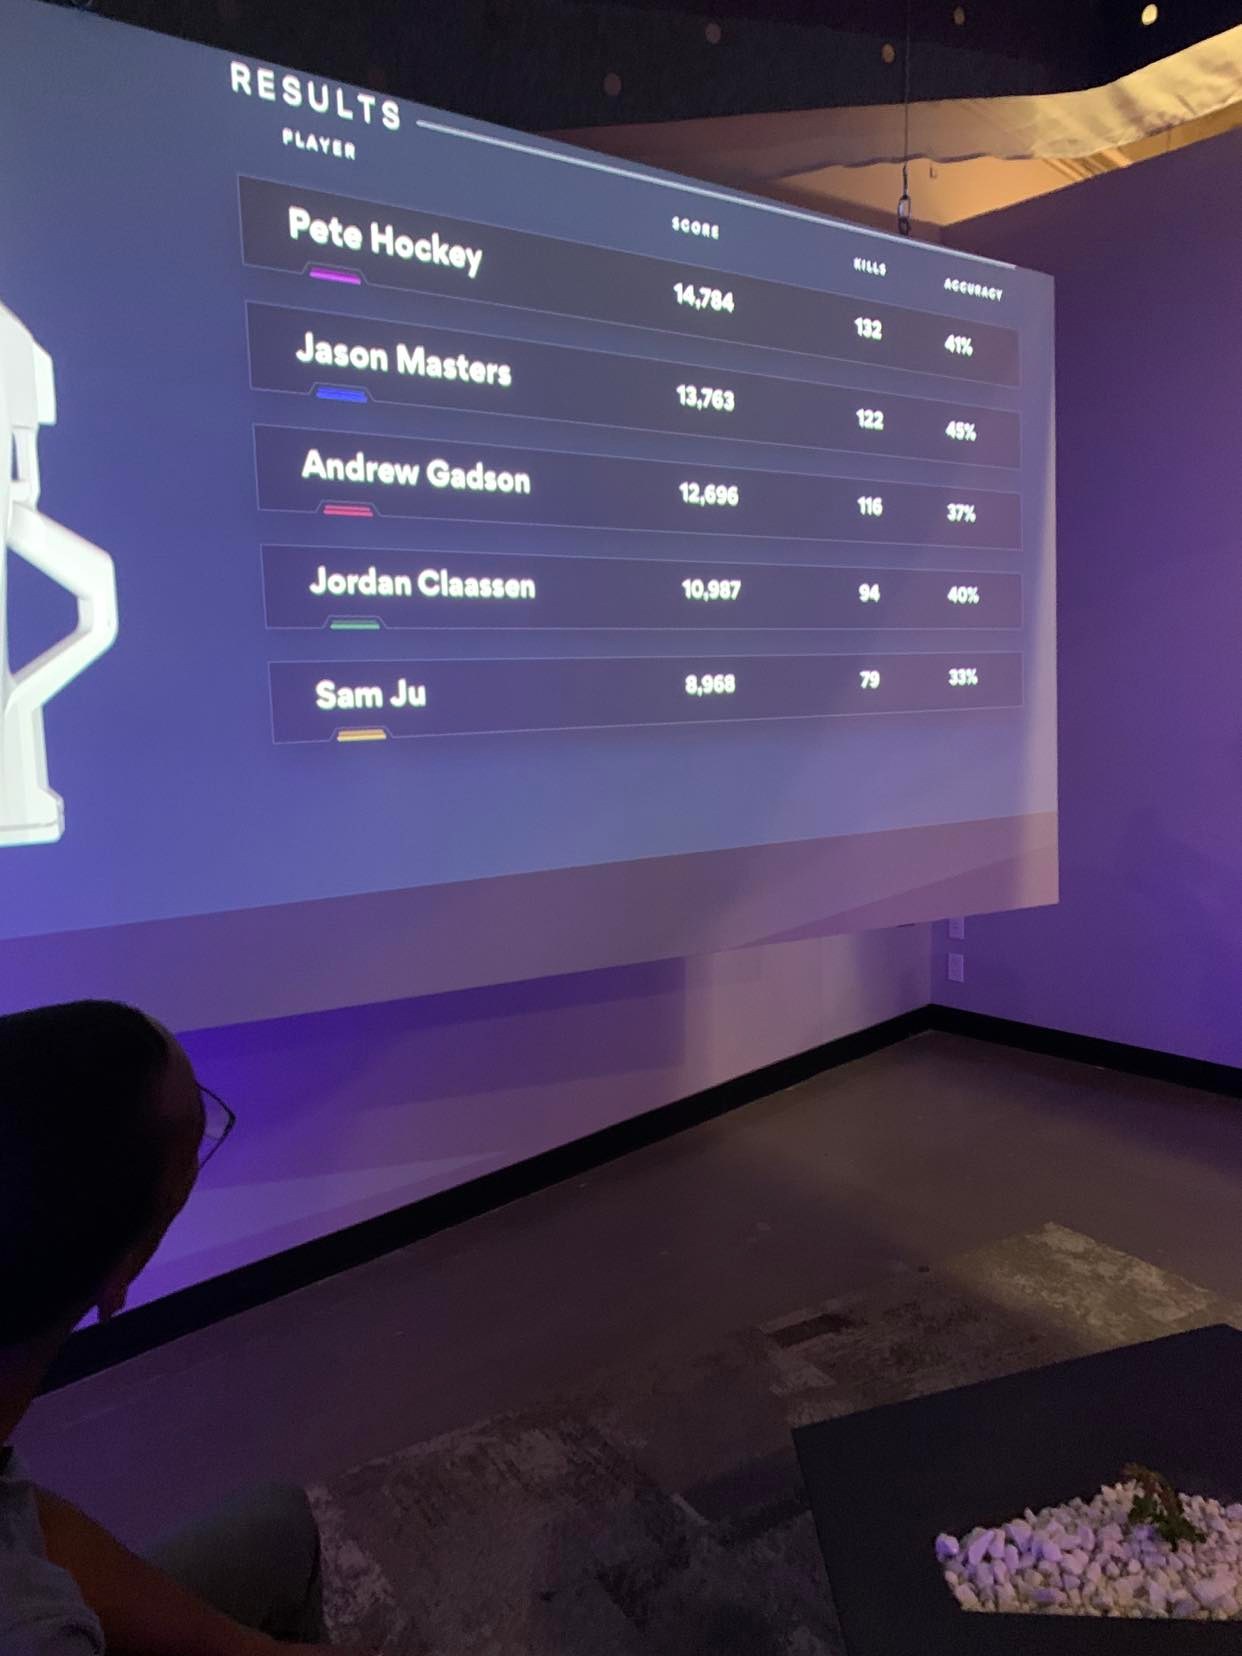 RESULTS
PLAYER SCORE KILLS ACCURACY
Pete Hockey 14,784 132 41%
Jason Masters 13,763 122 45%
Andrew Gadson 12,696 116 37%
Jordan Claassen 10,987 94 40%
Sam Ju 8,968 79 33%